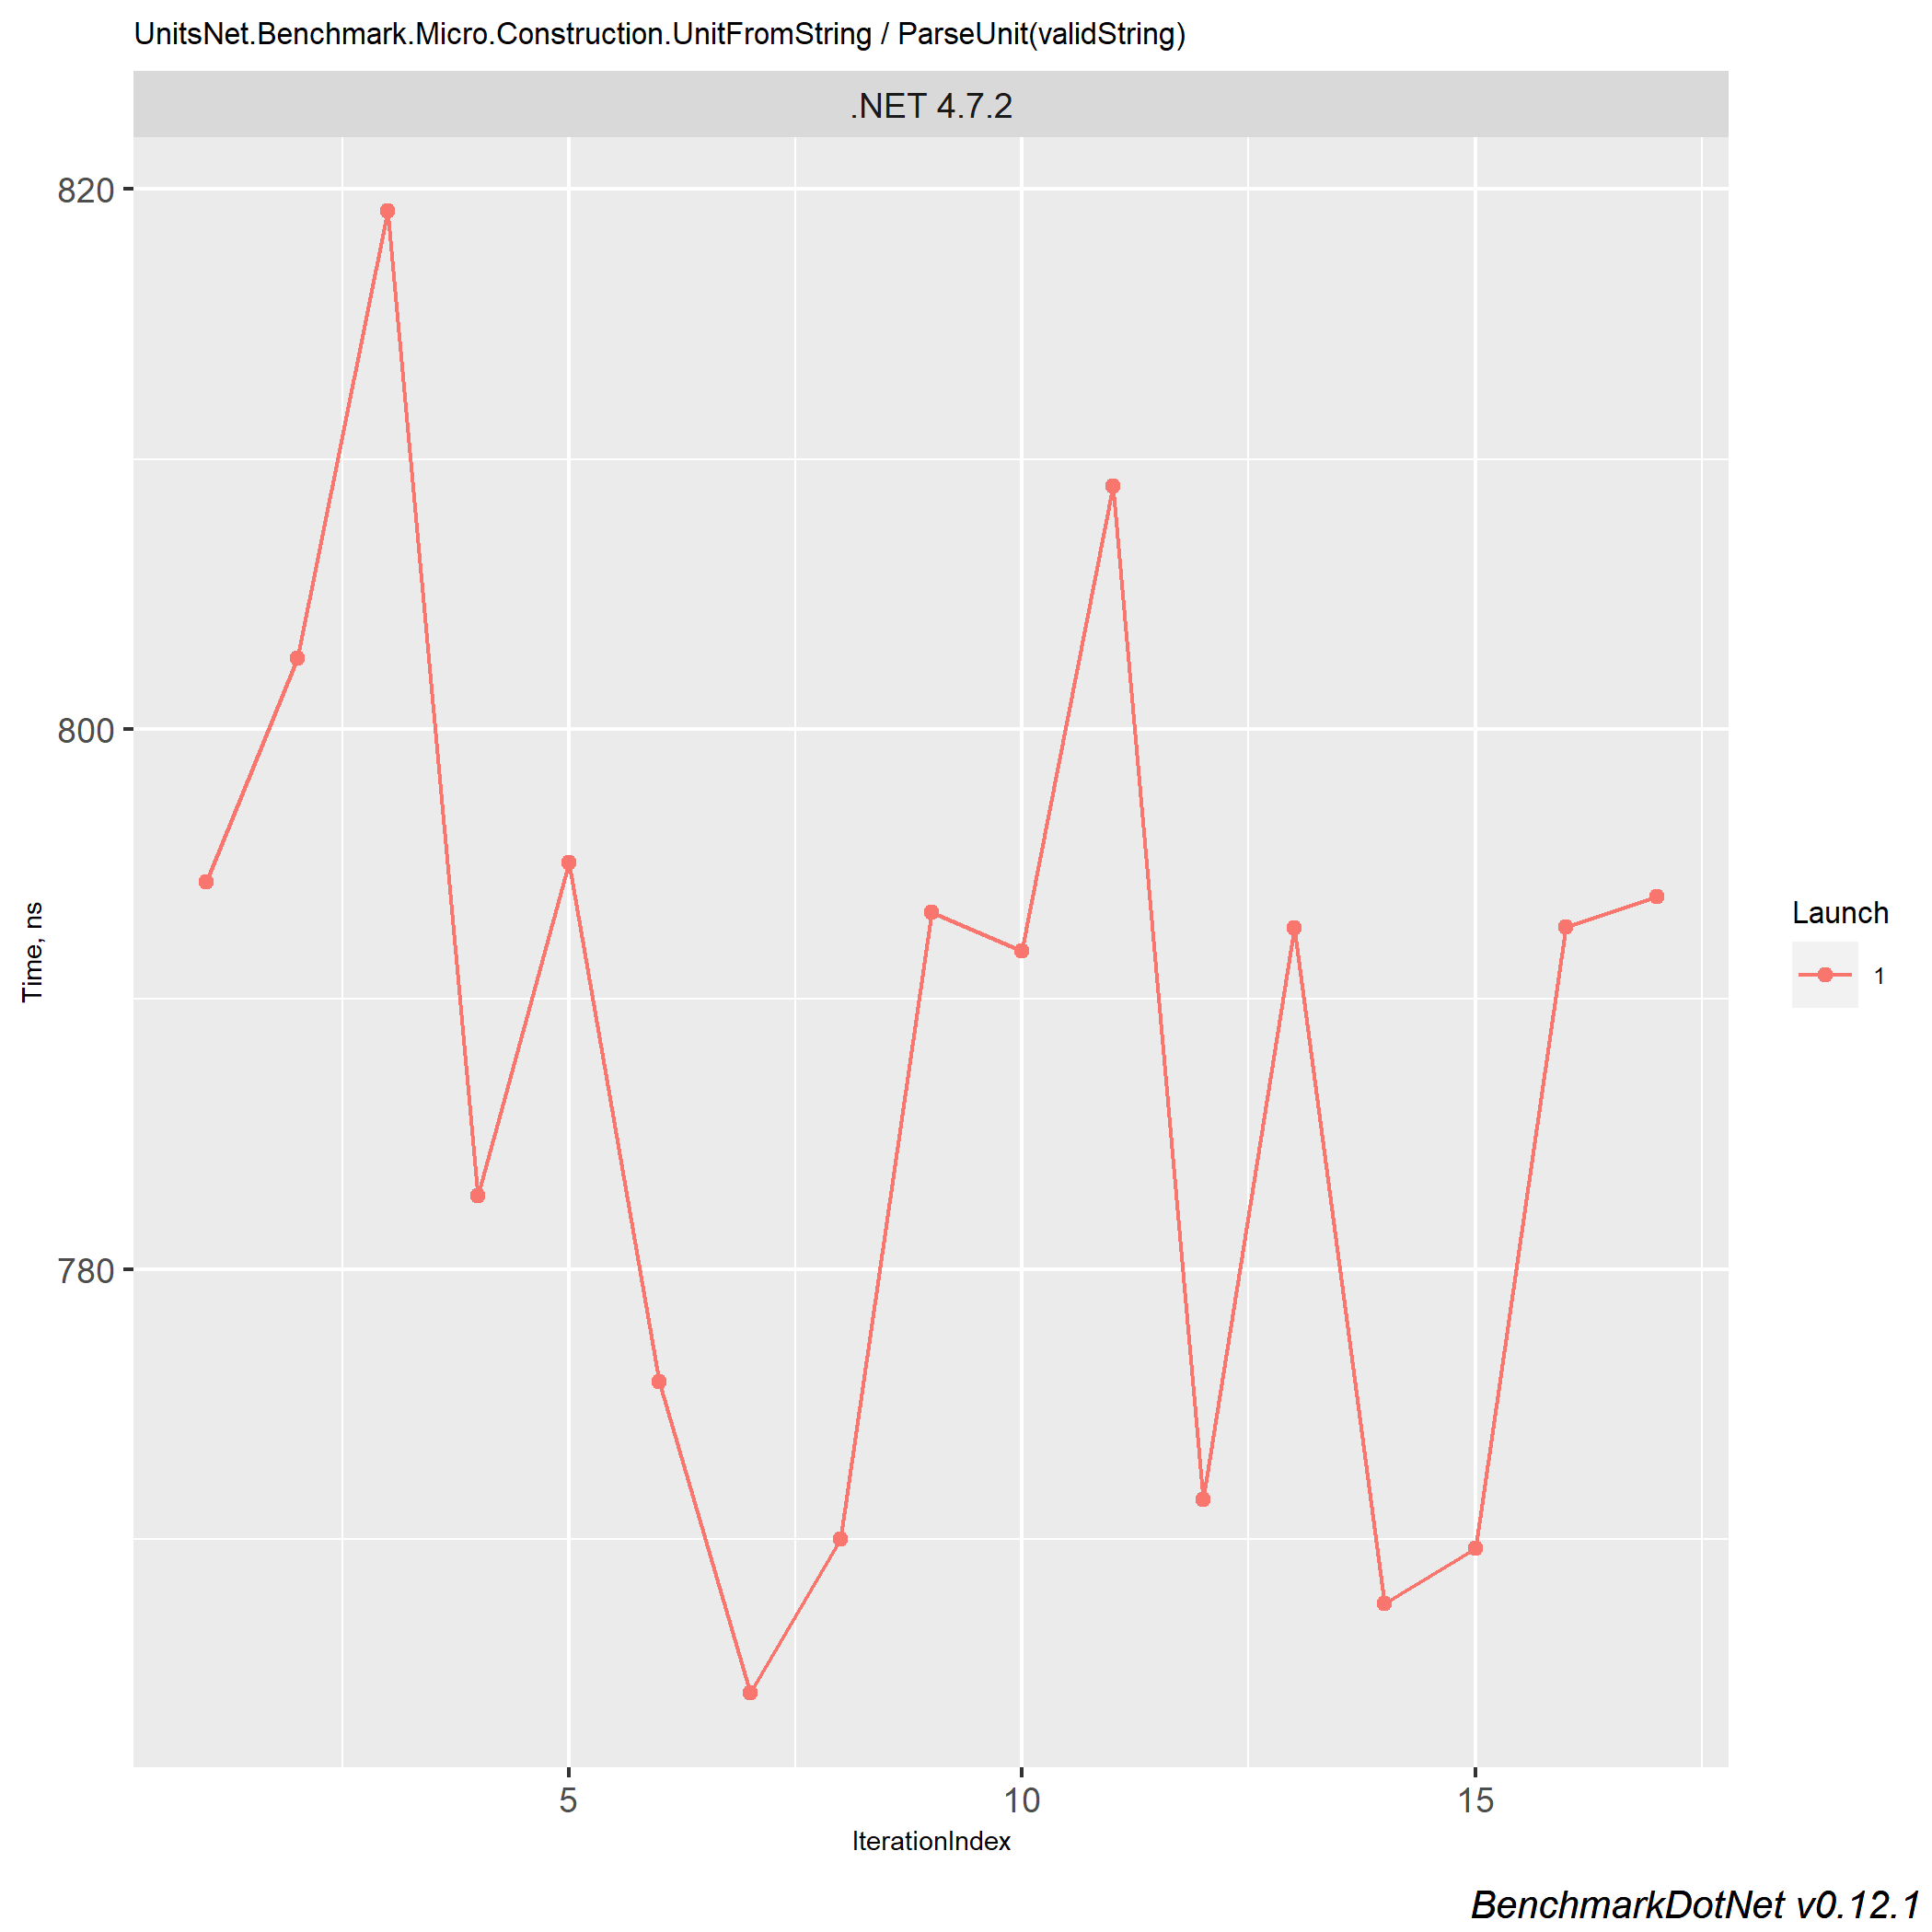 UnitsNet.Benchmark.Micro.Construction.UnitFromString / ParseUnit(validString)
.NET 4.7.2
820
800
780
Time, ns
5 10 15
IterationIndex
Launch
1
BenchmarkDotNet v0.12.1